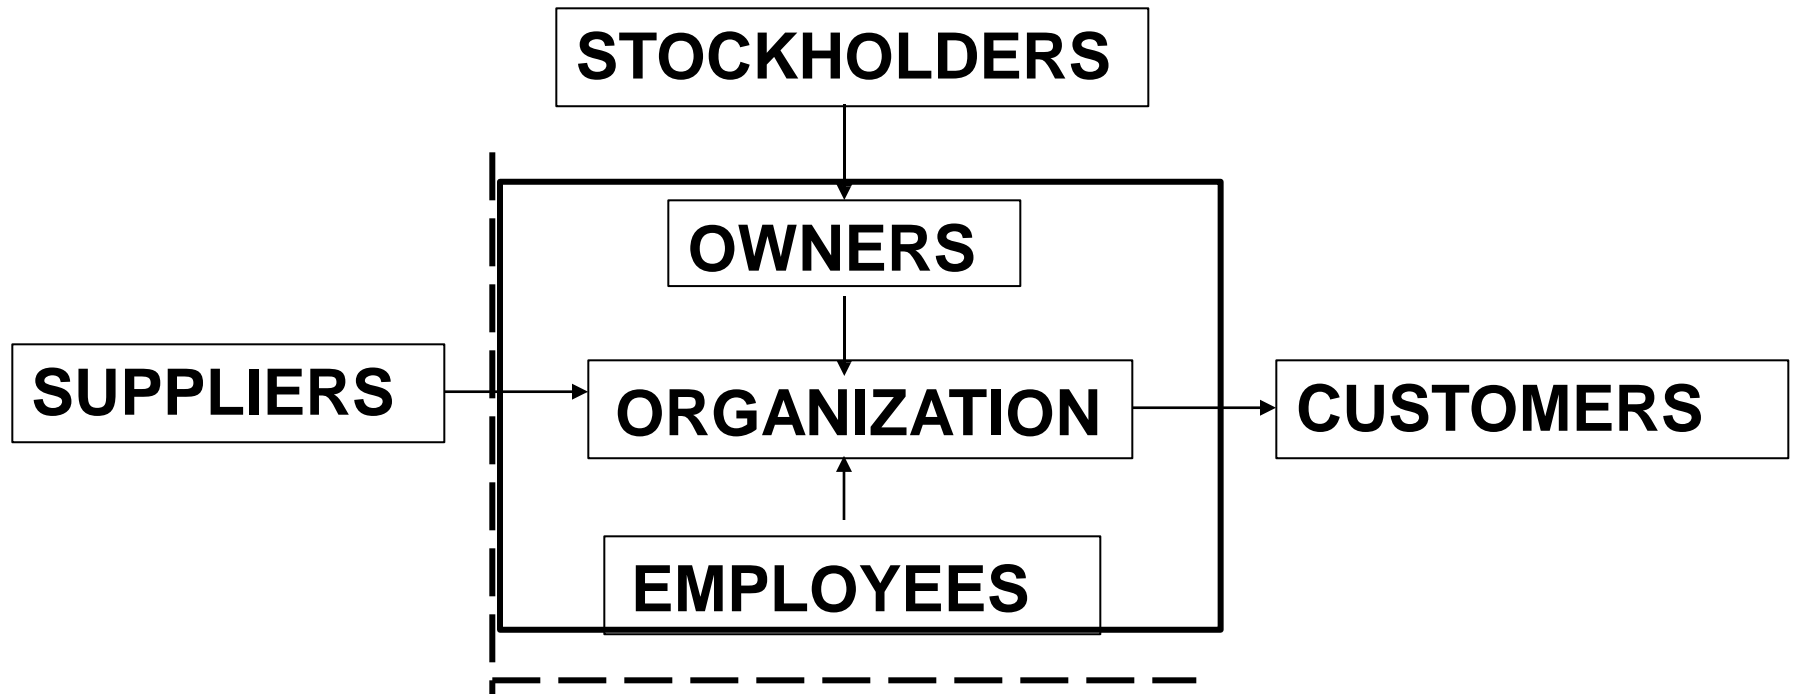 STOCKHOLDERS
OWNERS
SUPPLIERS
ORGANIZATION
CUSTOMERS
EMPLOYEES